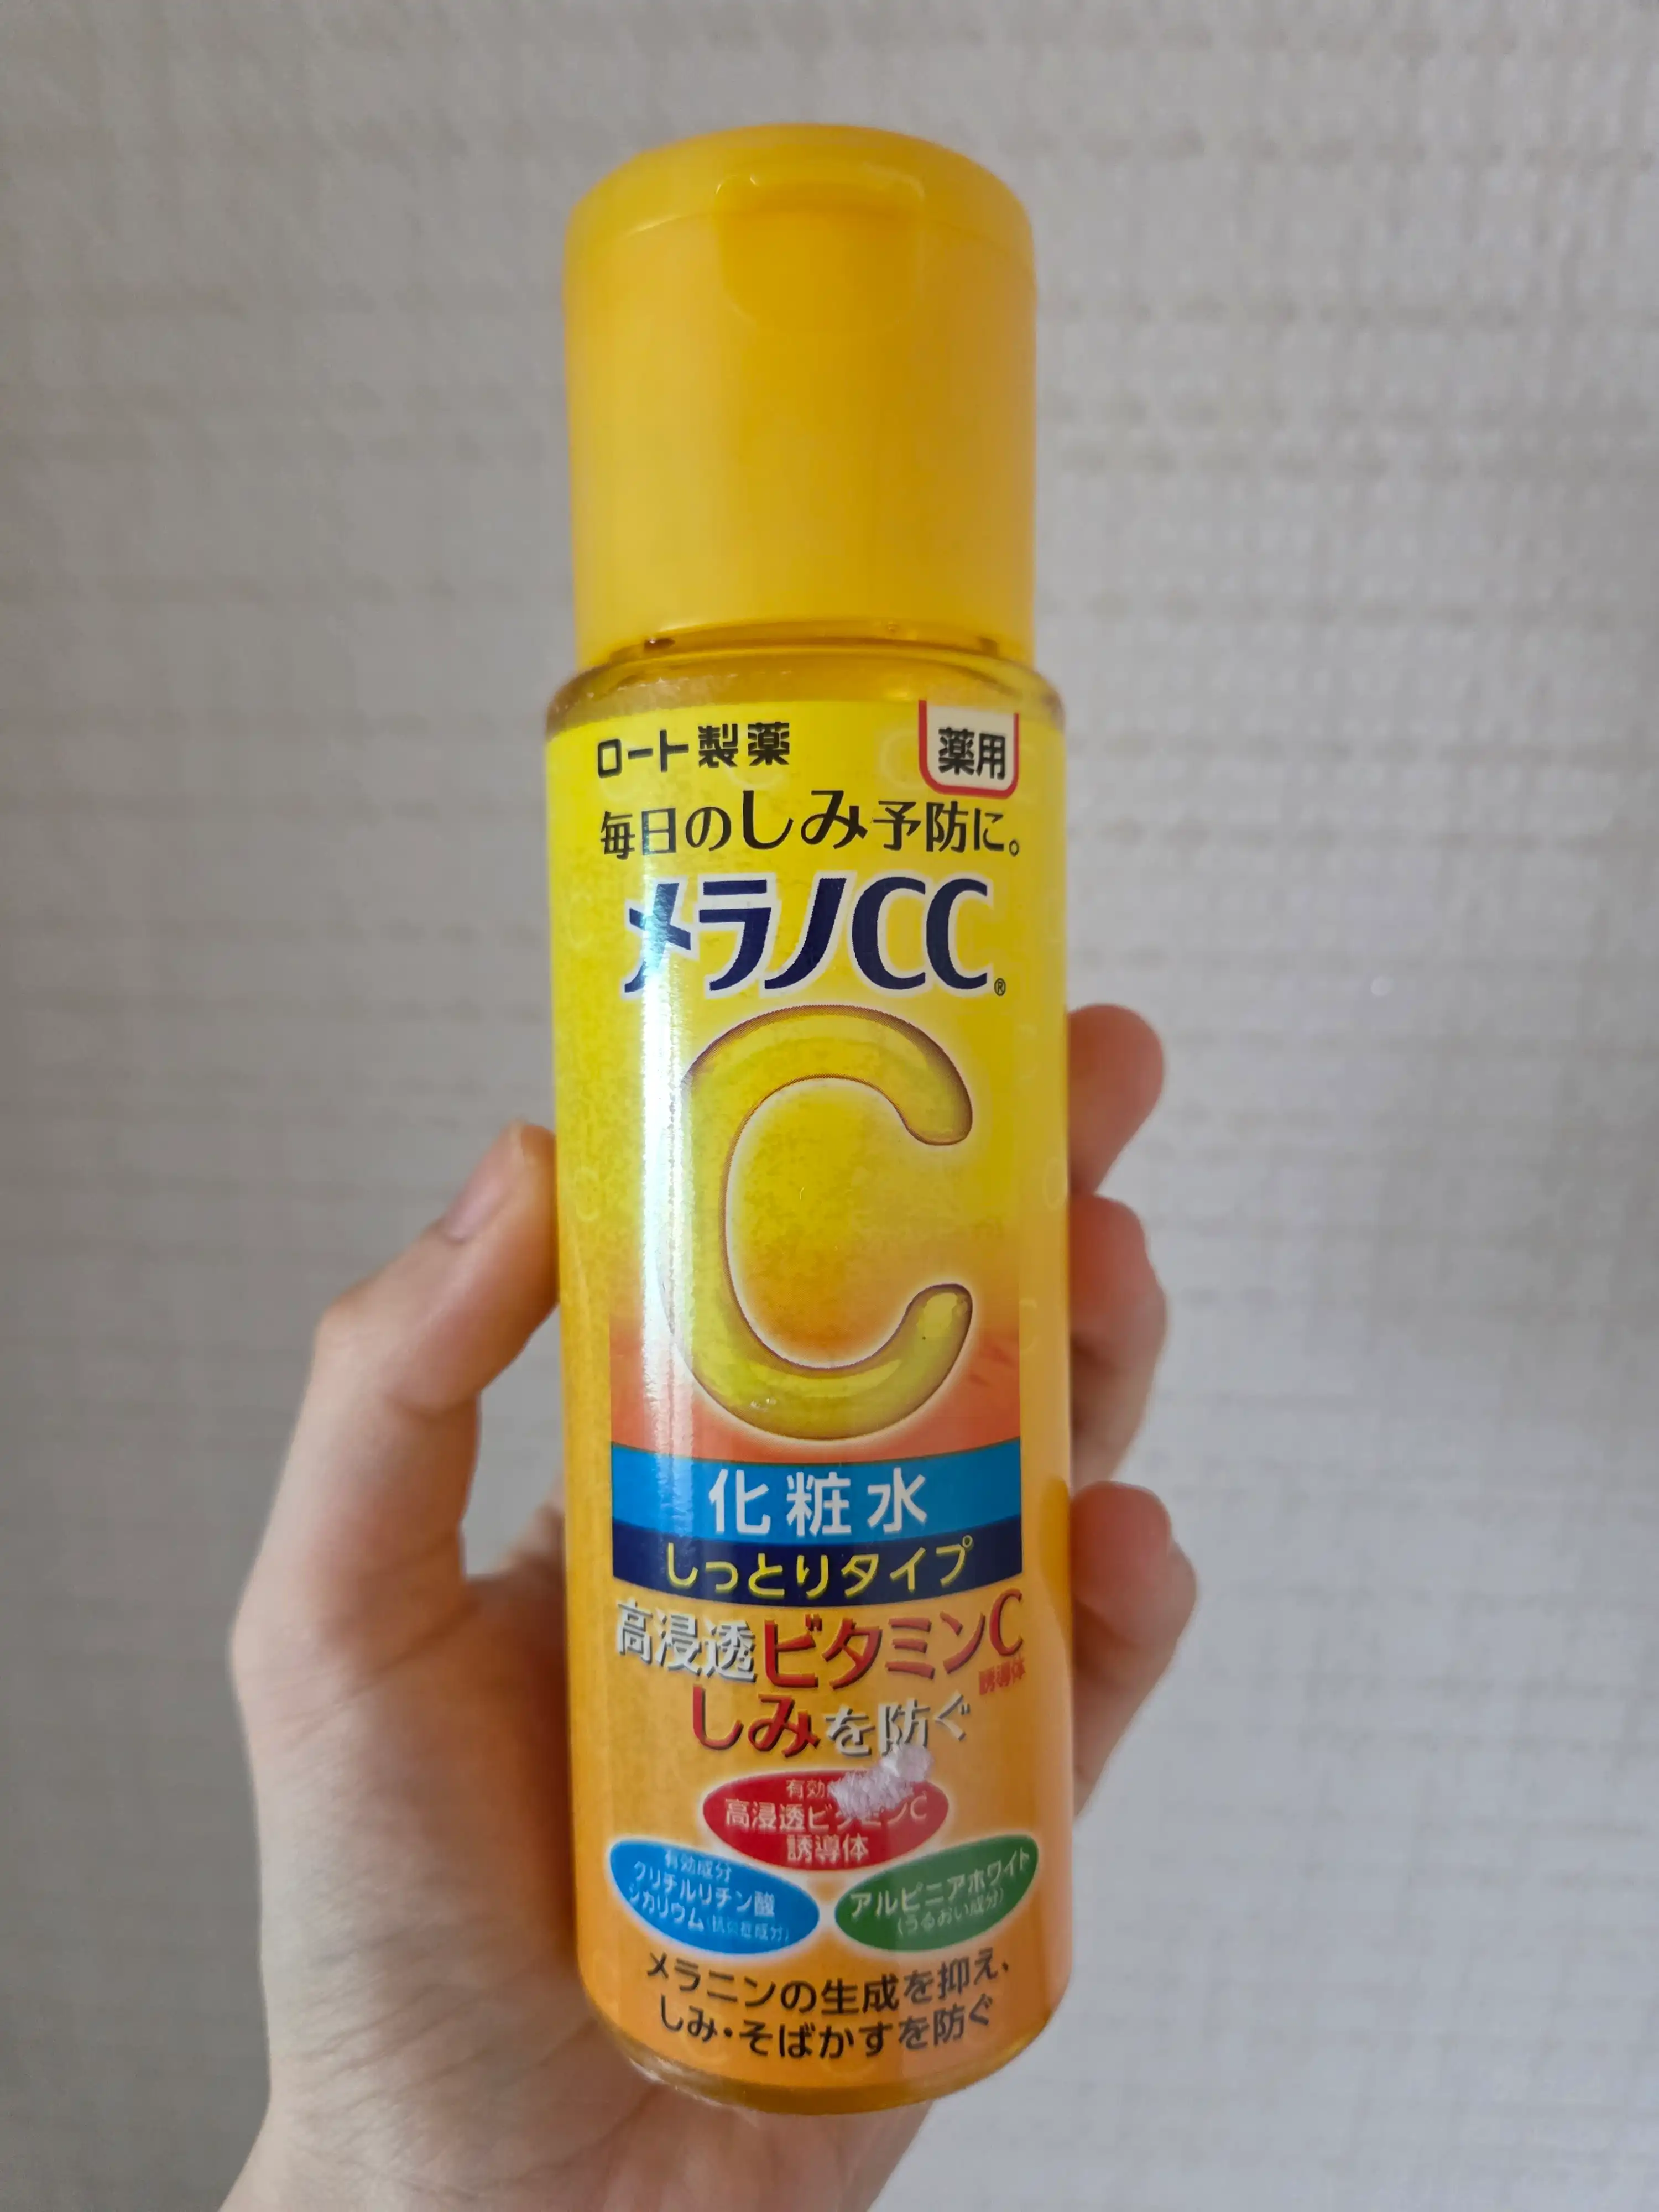 ロート製薬
薬用
毎日のしみ予防に。
メラノCC®
C
化粧水
しっとりタイプ
高浸透ビタミンC
誘導体
しみを防ぐ
有効
高浸透ビタミンC
誘導体
有効成分
グリチルリチン酸
ジカリウム(抗炎症成分)
アルピニアホワイト
(うるおい成分)
メラニンの生成を抑え、
しみ・そばかすを防ぐ